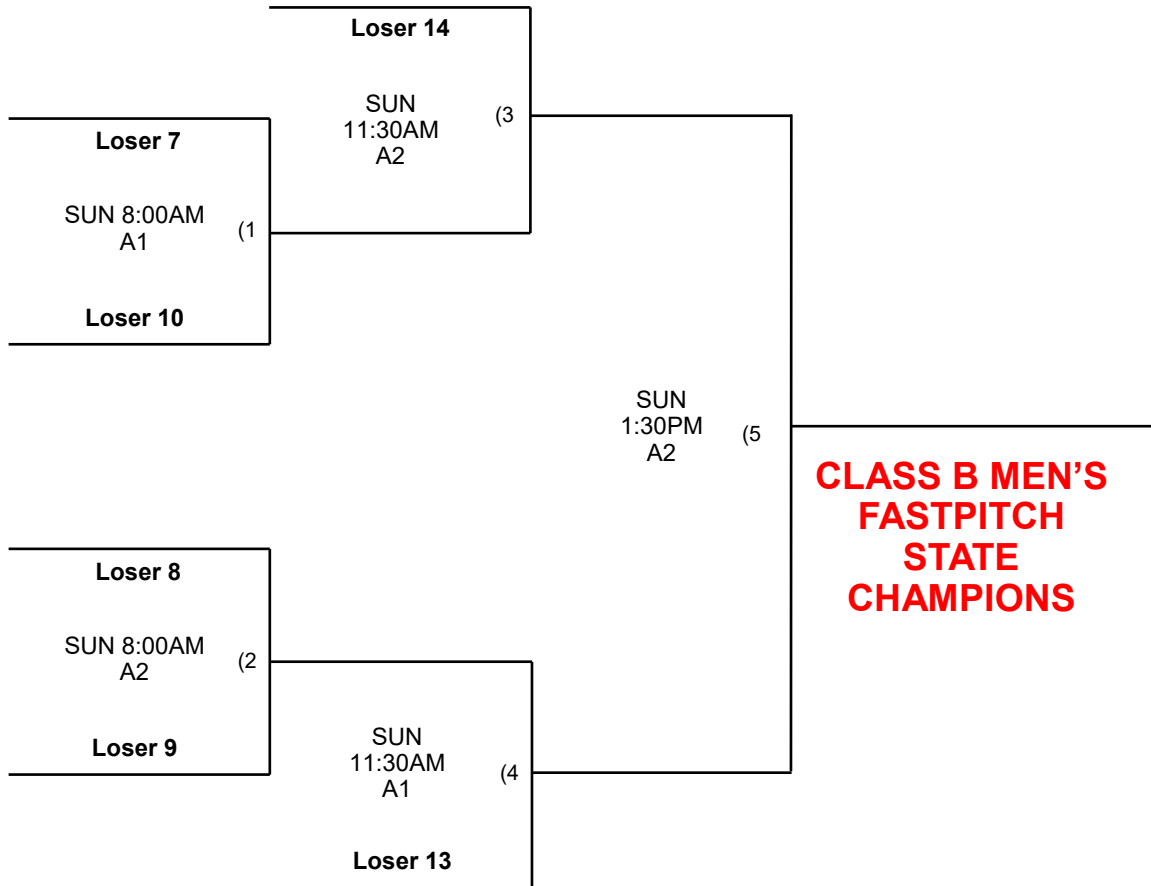 Loser 14
SUN
11:30AM
A2
(3
Loser 7
SUN 8:00AM
A1
(1
Loser 10
SUN
1:30PM
A2
(5
CLASS B MEN’S
FASTPITCH
STATE
CHAMPIONS
Loser 8
SUN 8:00AM
A2
(2
Loser 9
SUN
11:30AM
A1
(4
Loser 13